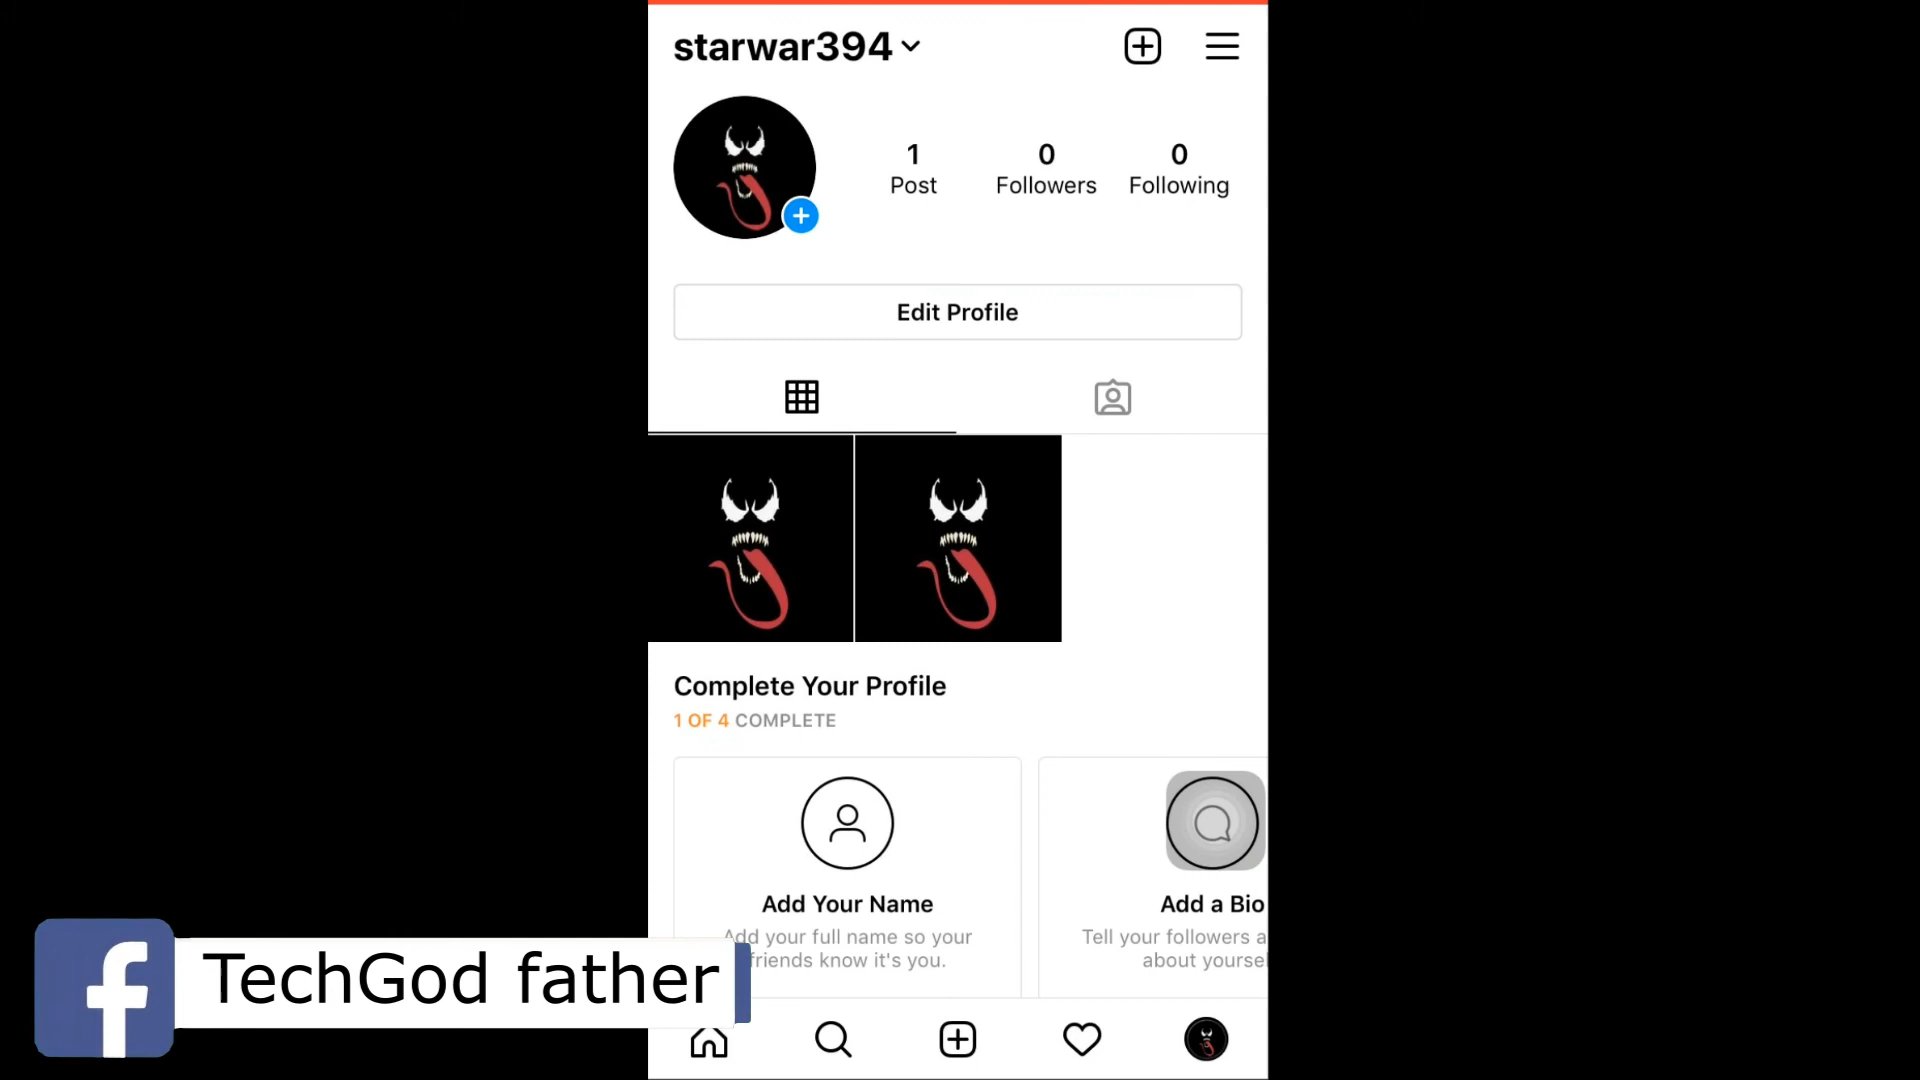 starwar394
1 0 0
Post Followers Following
Edit Profile
Complete Your Profile
1 OF 4 COMPLETE
Add Your Name Add a Bio
Add your full name so your Tell your followers a
friends know it's you. about yourse
TechGod father